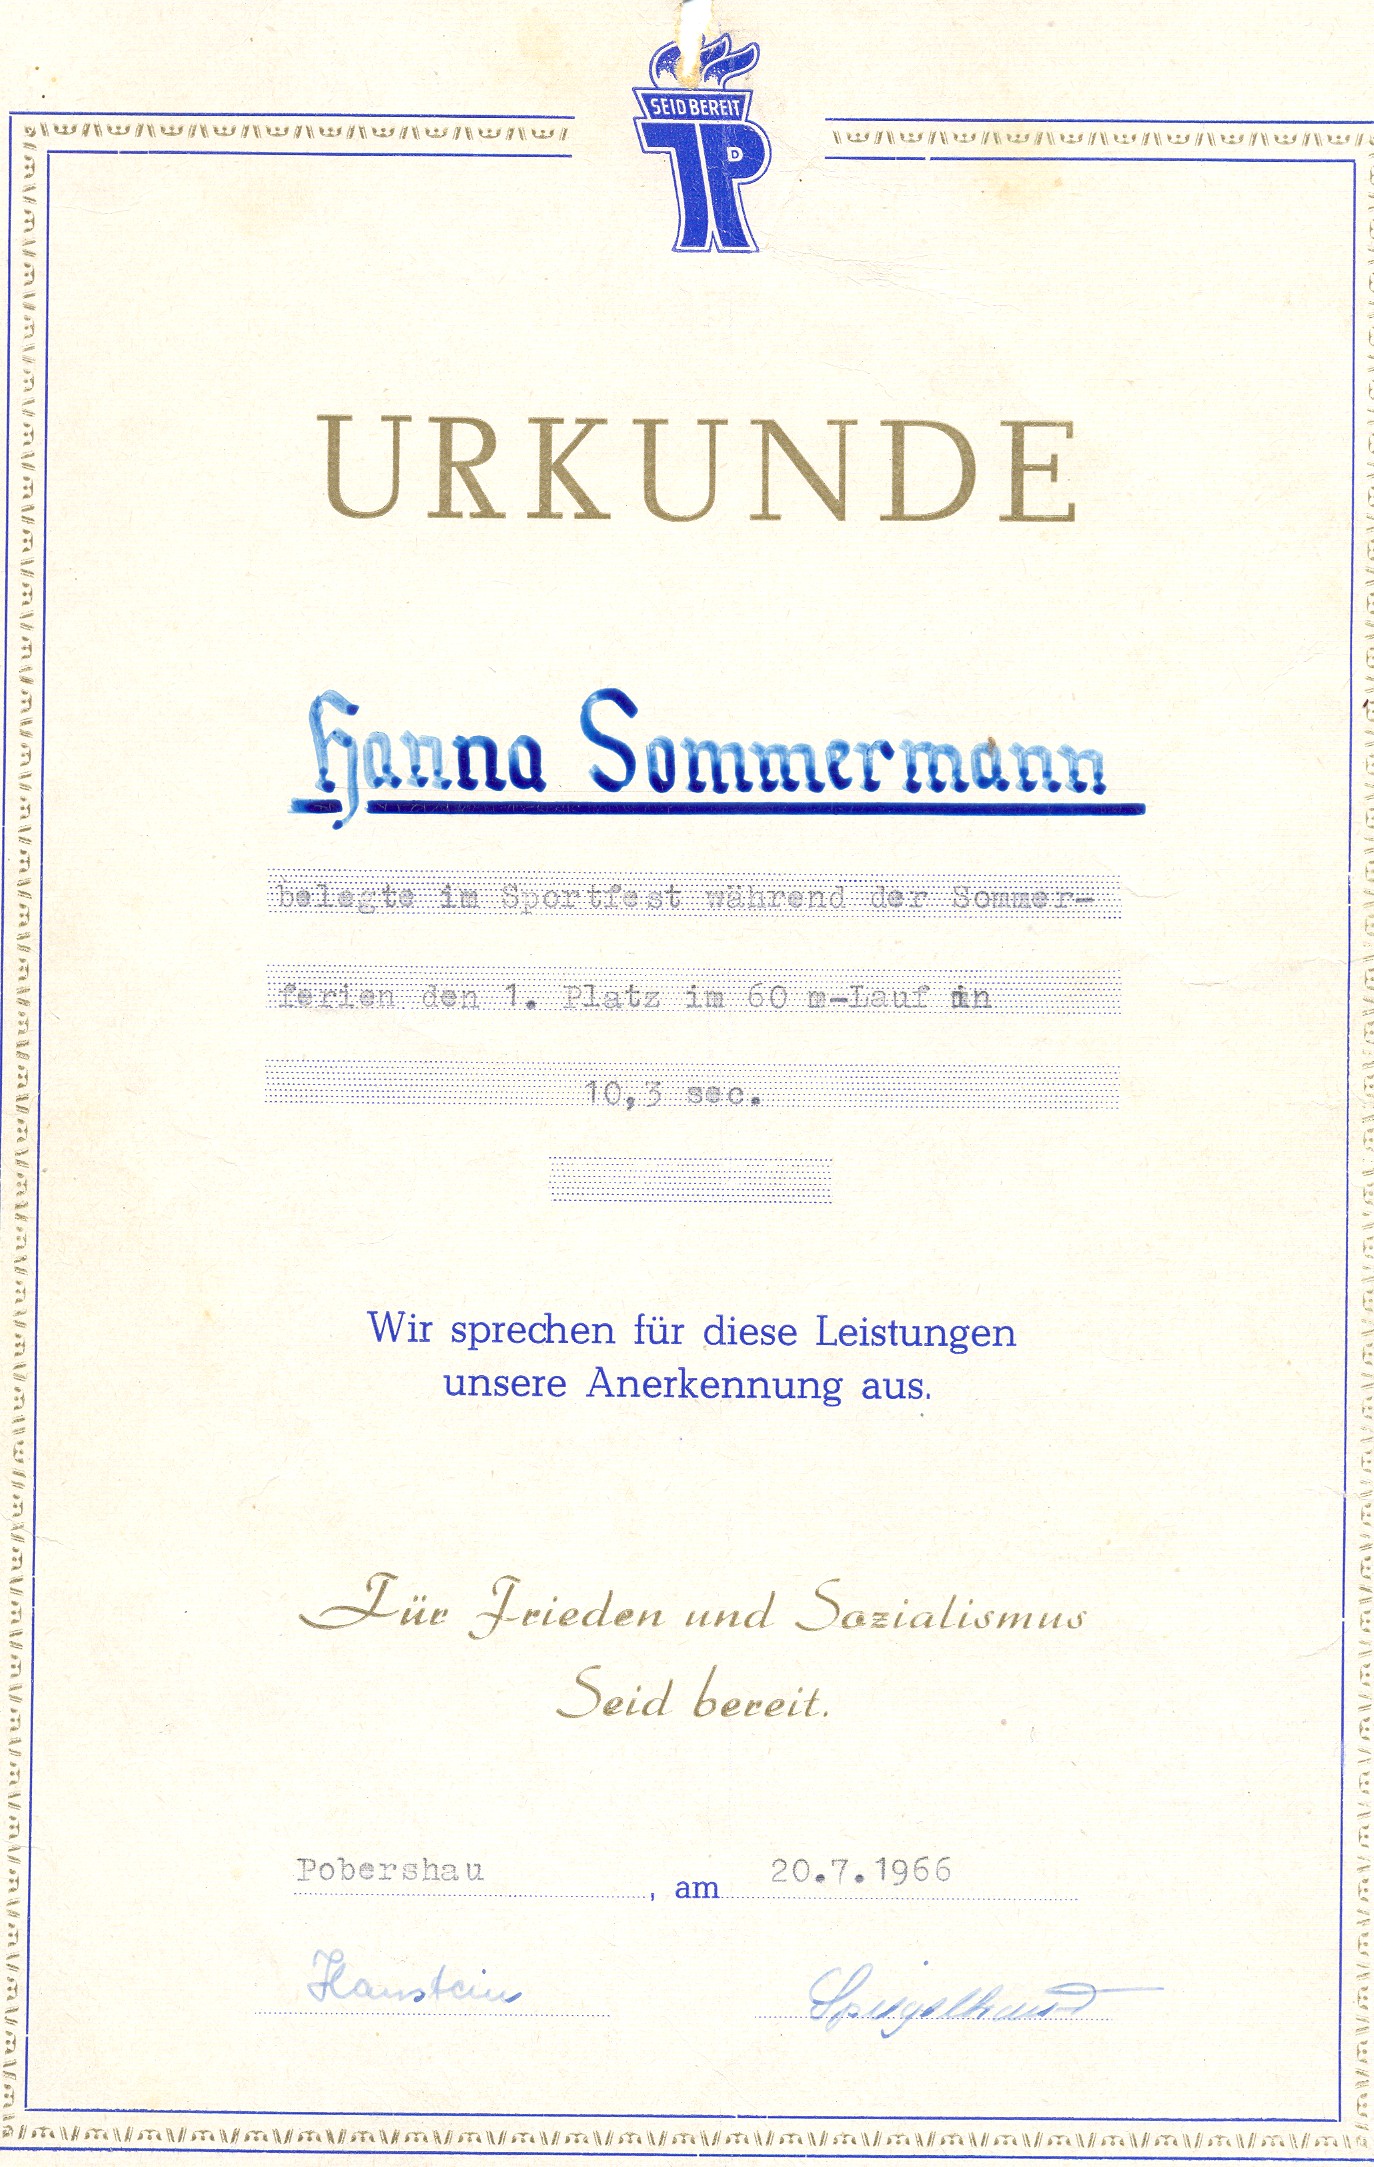 SEID BEREIT
JP
D
URKUNDE
Hanna Sommermann
belegte im Sportfest während der Sommer-
ferien den 1. Platz im 60 m-Lauf in
10,3 sec.
Wir sprechen für diese Leistungen
unsere Anerkennung aus.
Für Frieden und Sozialismus
Seid bereit.
Pobershau , am 20.7.1966
Haustein